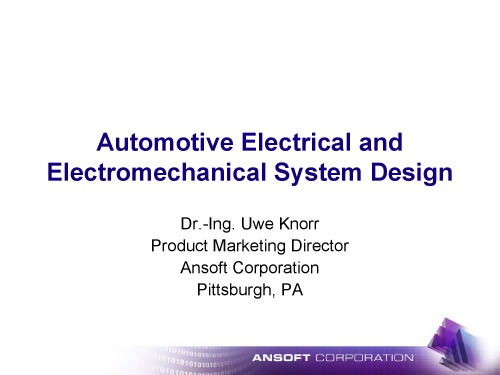 Automotive Electrical and
Electromechanical System Design
Dr.-Ing. Uwe Knorr
Product Marketing Director
Ansoft Corporation
Pittsburgh, PA
ANSOFT CORPORATION